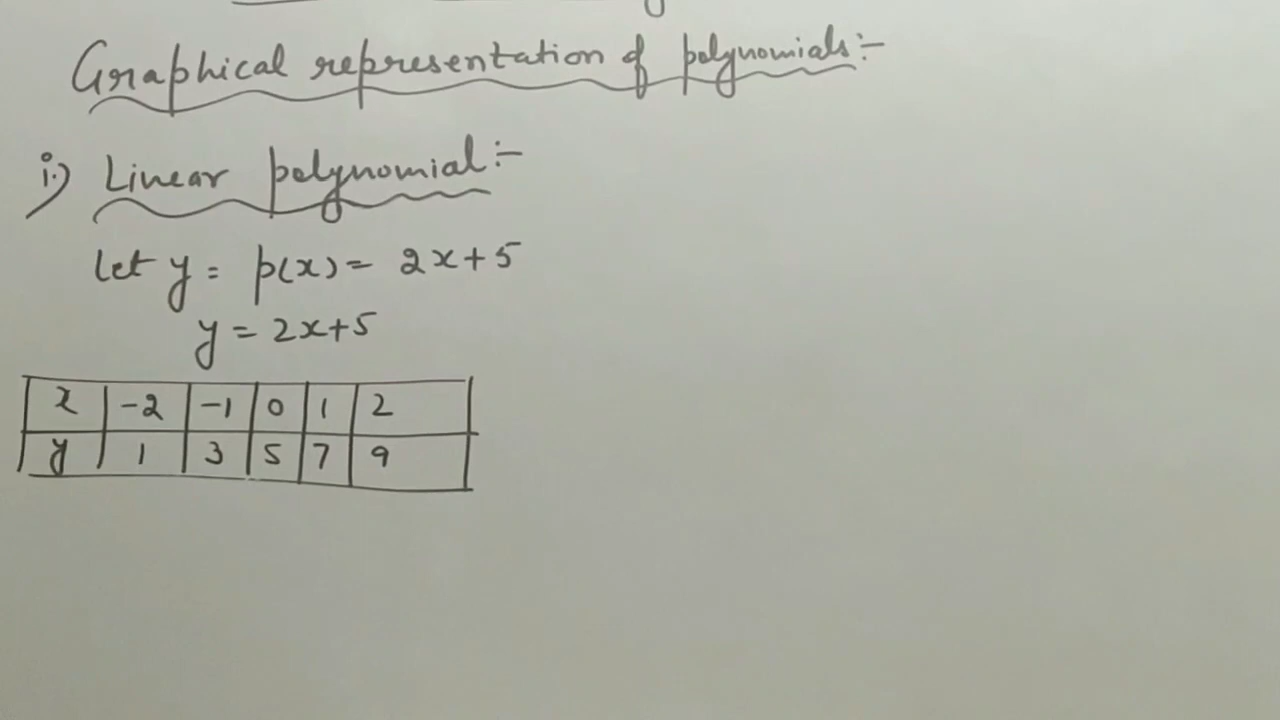 Graphical representation of polynomials:-
i.) Linear polynomial:-
let y = p(x) = 2x+5
y = 2x+5
x -2 -1 0 1 2
y 1 3 5 7 9